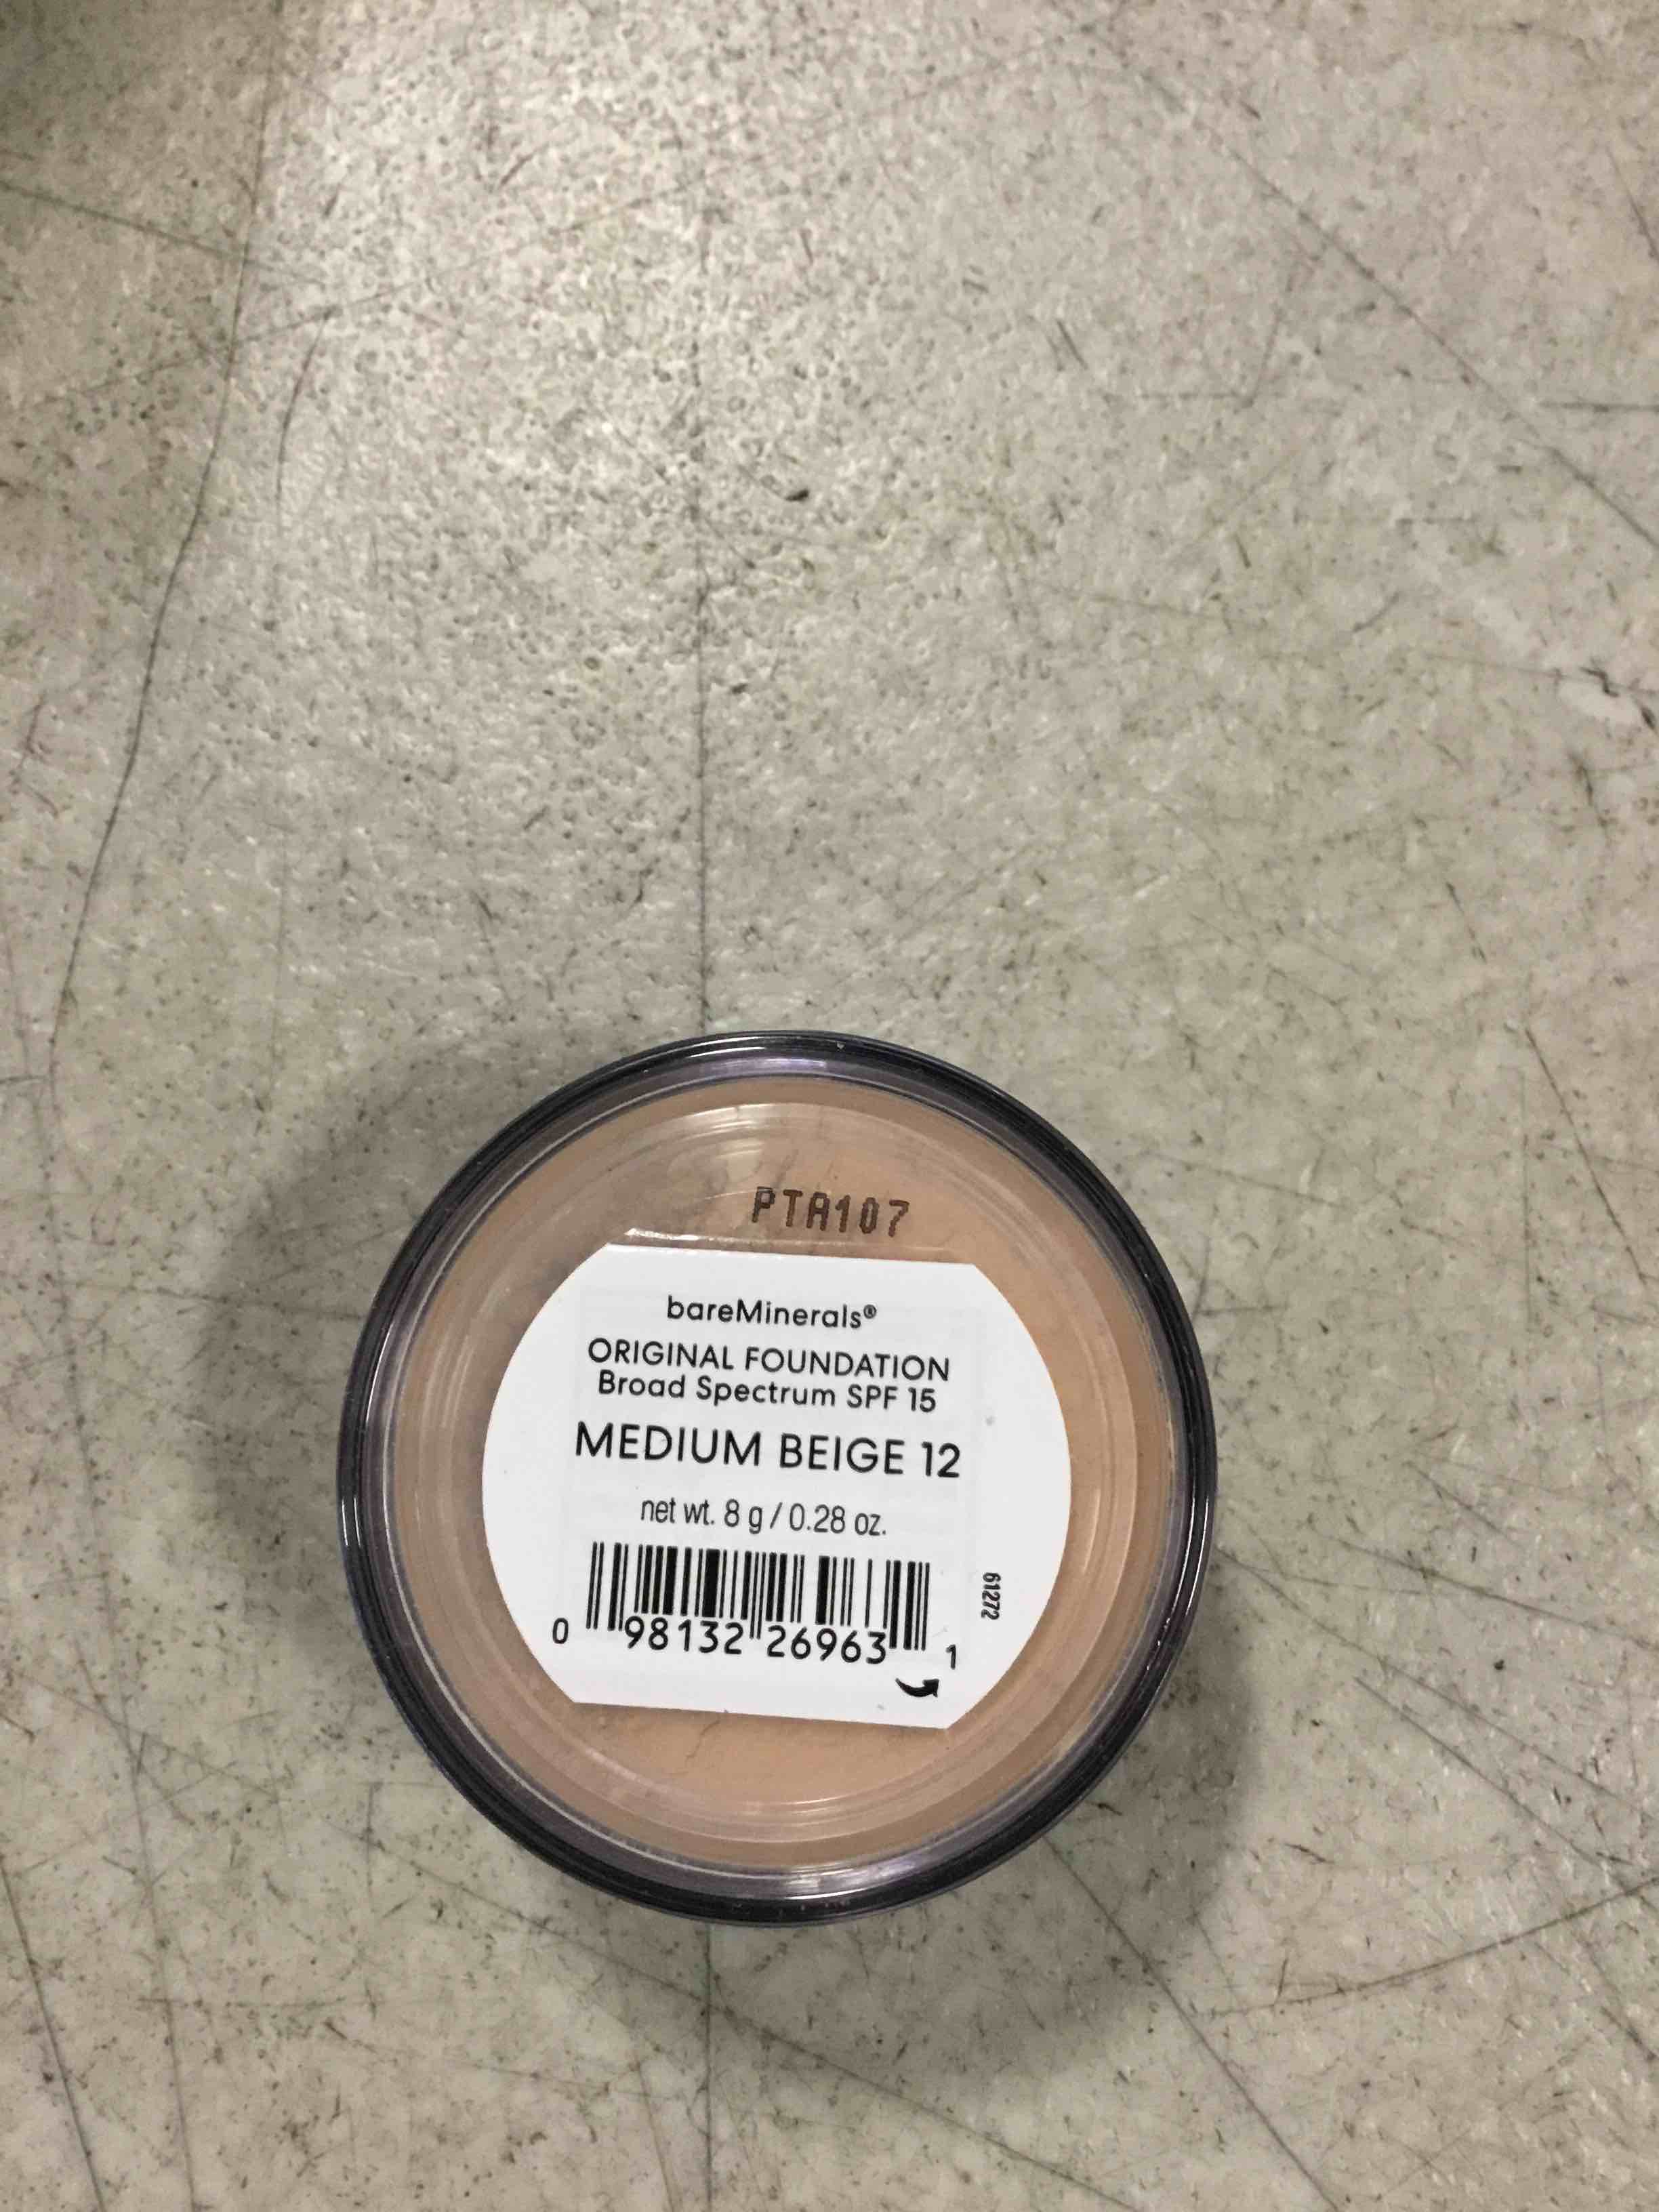 PTA107
bareMinerals®
ORIGINAL FOUNDATION
Broad Spectrum SPF 15
MEDIUM BEIGE 12
net wt. 8 g / 0.28 oz.
61272
0 98132 26963 1